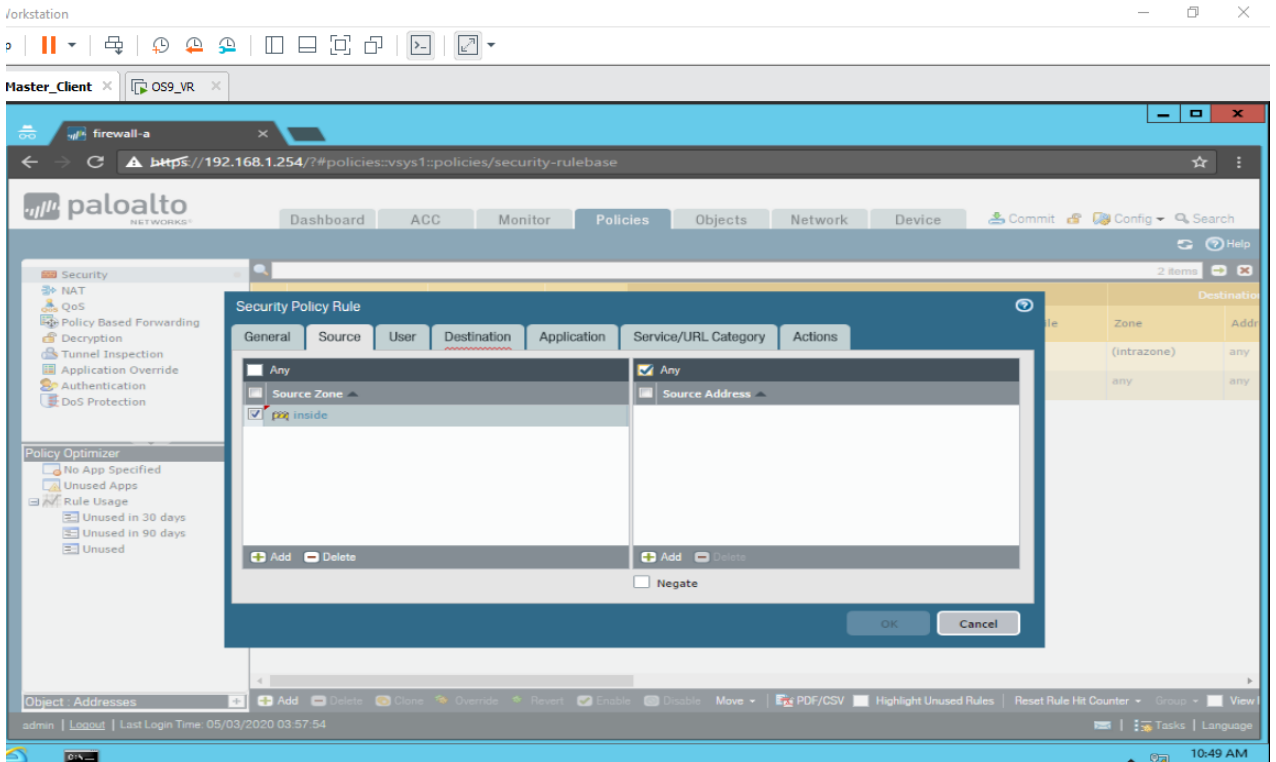 Workstation
Master_Client OS9_VR
firewall-a
https://192.168.1.254/?#policies::vsys1::policies/security-rulebase
paloalto
NETWORKS
Dashboard ACC Monitor Policies Objects Network Device Commit Config Search
Help
Security
2 items
NAT
QoS
Policy Based Forwarding
Decryption
Tunnel Inspection
Application Override
Authentication
DoS Protection
Destination
Zone
(intrazone) any
any any
Security Policy Rule
General Source User Destination Application Service/URL Category Actions
Any Any
Source Zone Source Address
inside
Add Delete Add Delete
Negate
OK Cancel
Policy Optimizer
No App Specified
Unused Apps
Rule Usage
Unused in 30 days
Unused in 90 days
Unused
Object : Addresses
Add Delete Clone Override Revert Enable Disable Move PDF/CSV Highlight Unused Rules Reset Rule Hit Counter Group View
admin | Logout | Last Login Time: 05/03/2020 03:57:54
Tasks | Language
10:49 AM